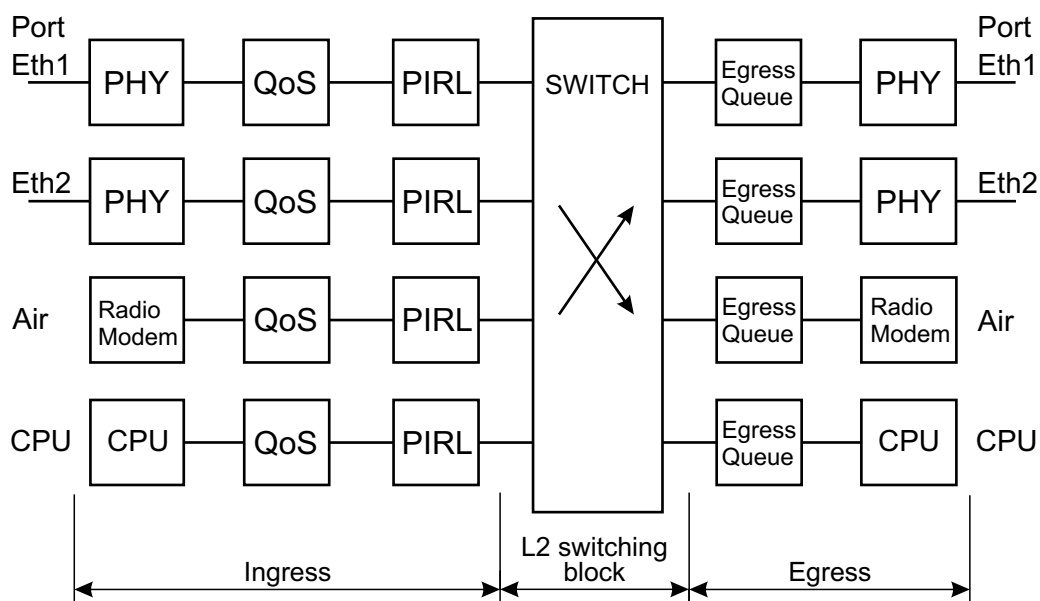 Port
Port
Eth1
PHY
QoS
PIRL
SWITCH
Egress
Queue
PHY
Eth1
Eth2
PHY
QoS
PIRL
Egress
Queue
PHY
Eth2
Air
Radio
Modem
QoS
PIRL
Egress
Queue
Radio
Modem
Air
CPU
CPU
QoS
PIRL
Egress
Queue
CPU
CPU
Ingress
L2 switching
block
Egress